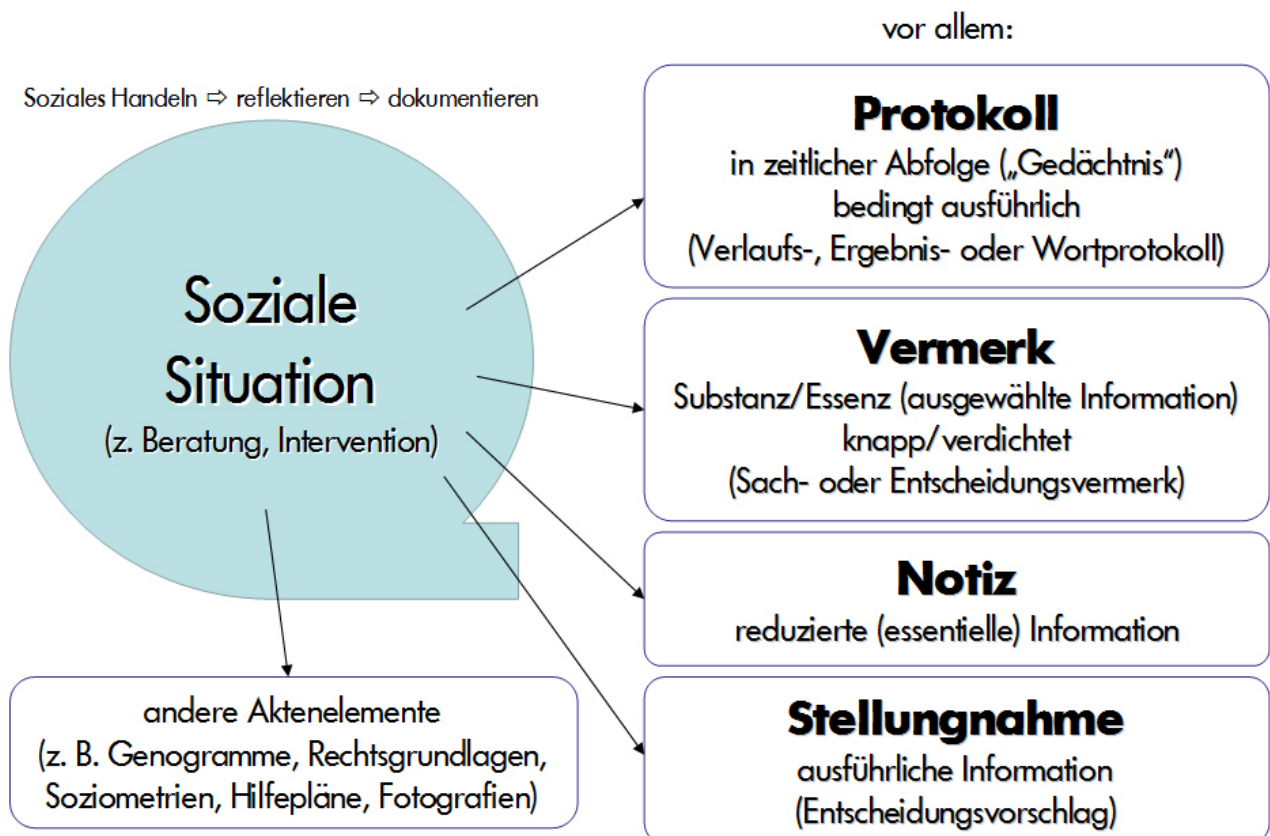 Soziales Handeln ⇨ reflektieren ⇨ dokumentieren
Soziale
Situation
(z. Beratung, Intervention)
andere Aktenelemente
(z. B. Genogramme, Rechtsgrundlagen,
Soziometrien, Hilfepläne, Fotografien)
vor allem:
Protokoll
in zeitlicher Abfolge („Gedächtnis“)
bedingt ausführlich
(Verlaufs-, Ergebnis- oder Wortprotokoll)
Vermerk
Substanz/Essenz (ausgewählte Information)
knapp/verdichtet
(Sach- oder Entscheidungsvermerk)
Notiz
reduzierte (essentielle) Information
Stellungnahme
ausführliche Information
(Entscheidungsvorschlag)